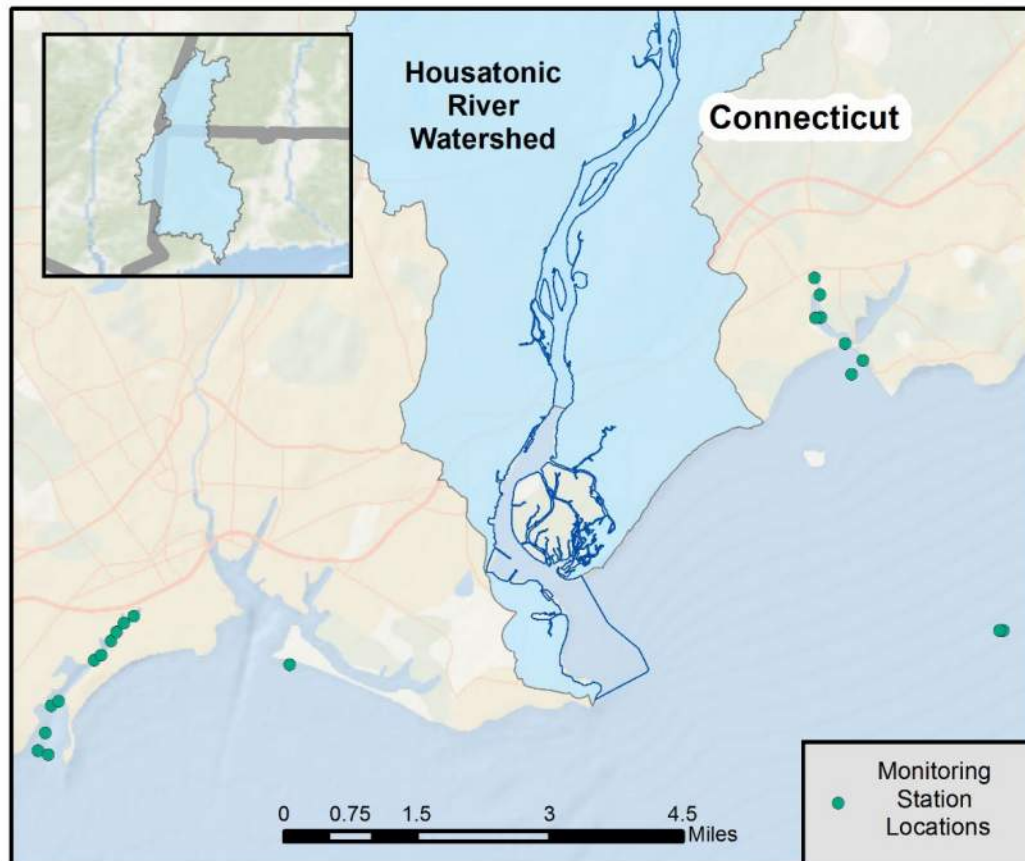 Housatonic
River
Watershed
Connecticut
0 0.75 1.5 3 4.5
Miles
Monitoring
Station
Locations